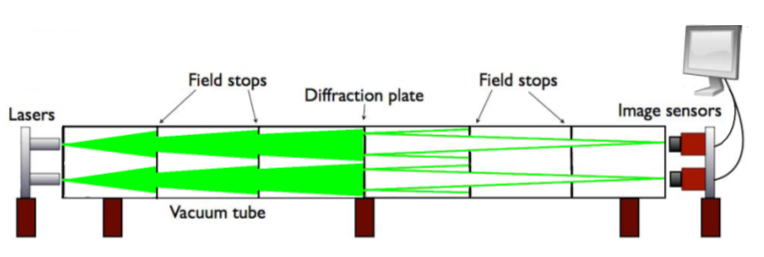 Field stops
Diffraction plate
Field stops
Lasers
Image sensors
Vacuum tube